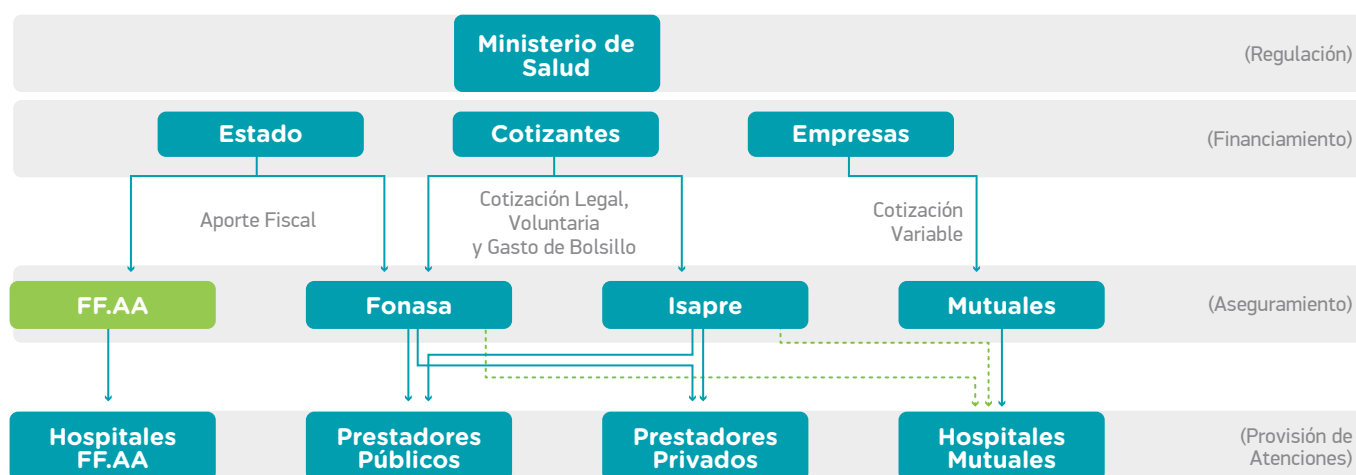 Ministerio de
Salud
(Regulación)
Estado
Cotizantes
Empresas
(Financiamiento)
Aporte Fiscal
Cotización Legal,
Voluntaria
y Gasto de Bolsillo
Cotización
Variable
FF.AA
Fonasa
Isapre
Mutuales
(Aseguramiento)
Hospitales
FF.AA
Prestadores
Públicos
Prestadores
Privados
Hospitales
Mutuales
(Provisión de
Atenciones)